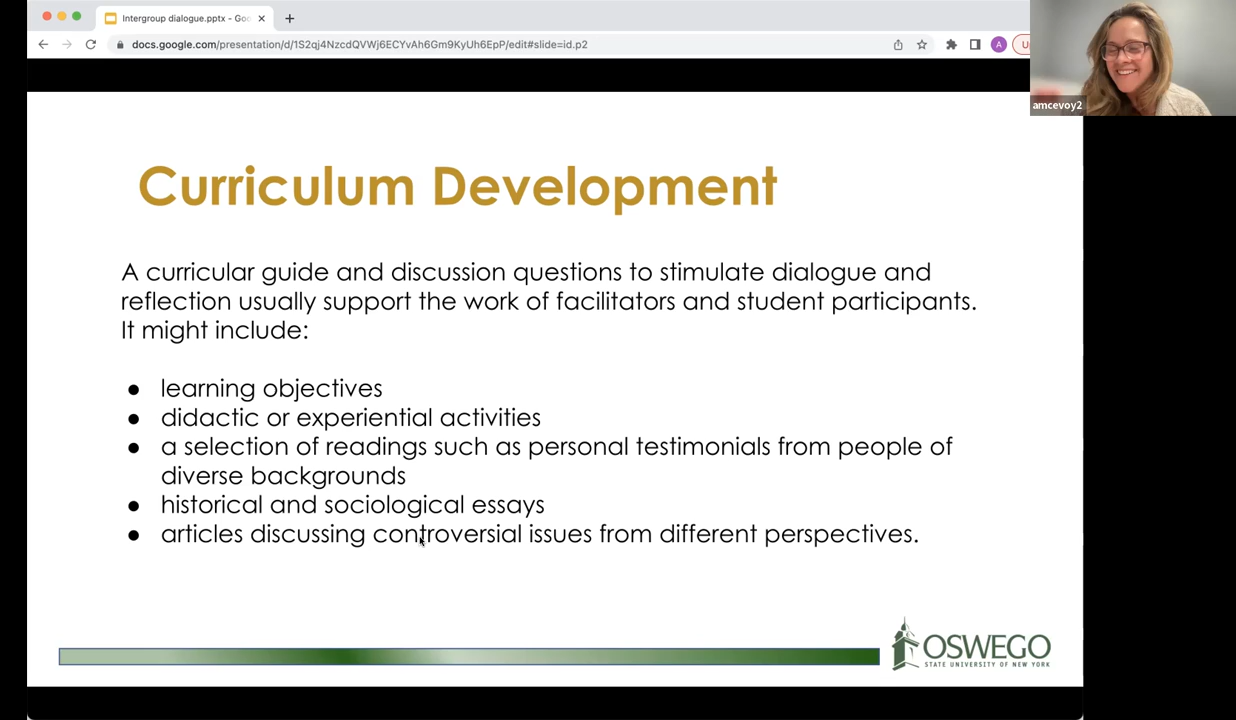 Intergroup dialogue.pptx - Goo
docs.google.com/presentation/d/1S2qj4NzcdQVWj6ECYvAh6Gm9KyUh6EpP/edit#slide=id.p2
A
amcevoy2
Curriculum Development
A curricular guide and discussion questions to stimulate dialogue and
reflection usually support the work of facilitators and student participants.
It might include:
● learning objectives
● didactic or experiential activities
● a selection of readings such as personal testimonials from people of
diverse backgrounds
● historical and sociological essays
● articles discussing controversial issues from different perspectives.
OSWEGO
STATE UNIVERSITY OF NEW YORK